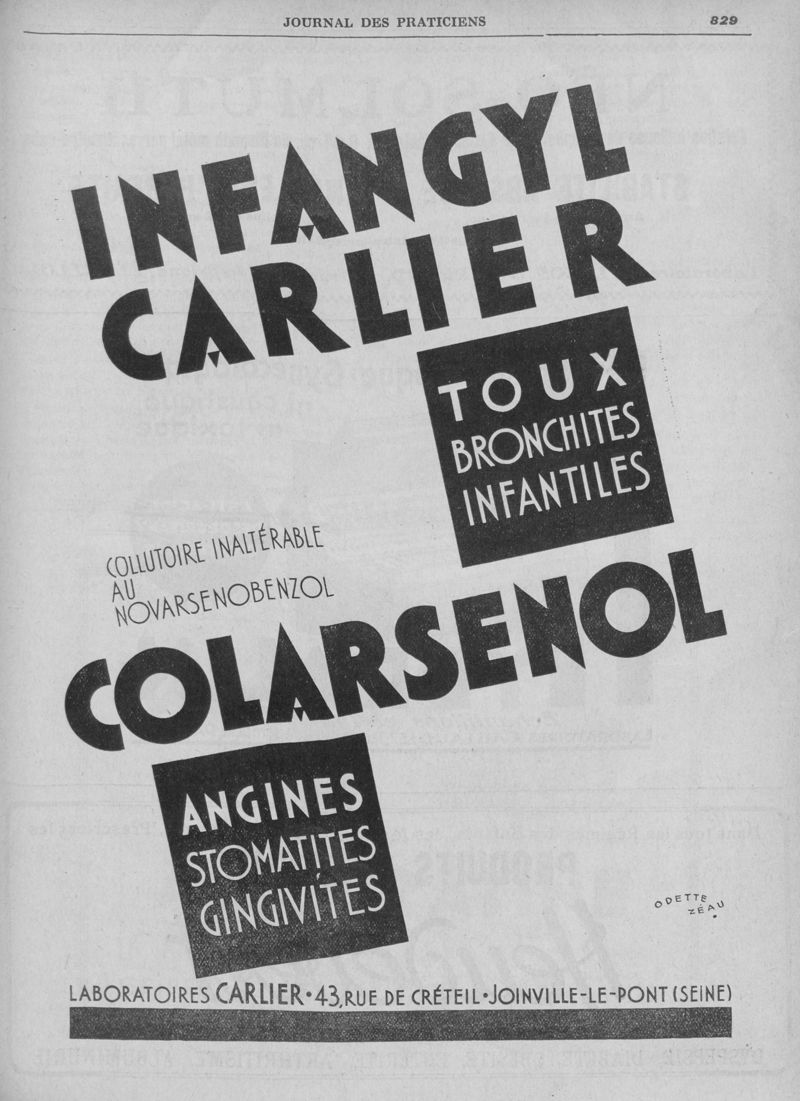 JOURNAL DES PRATICIENS 829
INFANGYL
CARLIER
TOUX
BRONCHITES
INFANTILES
COLLUTOIRE INALTÉRABLE
AU
NOVARSENOBENZOL
COLARSENOL
ANGINES
STOMATITES
GINGIVITES
ODETTE
ZÉAU
LABORATOIRES CARLIER • 43, RUE DE CRÉTEIL • JOINVILLE-LE-PONT (SEINE)